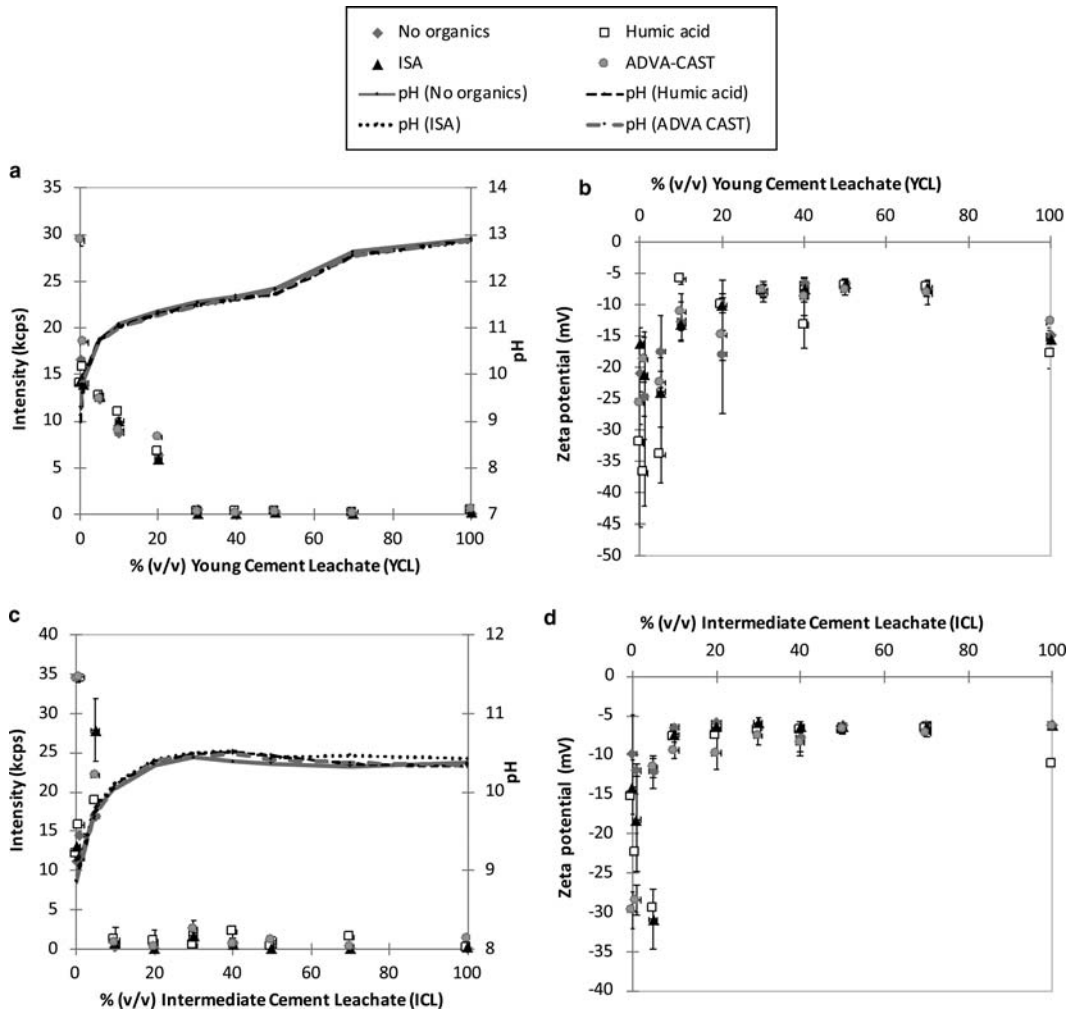 No organics
Humic acid
ISA
ADVA-CAST
pH (No organics)
pH (Humic acid)
pH (ISA)
pH (ADVA CAST)
a
35
30
25
20
15
10
5
0
Intensity (kcps)
14
13
12
11
10
9
8
7
pH
0 20 40 60 80 100
% (v/v) Young Cement Leachate (YCL)
b
% (v/v) Young Cement Leachate (YCL)
0 20 40 60 80 100
0
-5
-10
-15
-20
-25
-30
-35
-40
-45
-50
Zeta potential (mV)
c
40
35
30
25
20
15
10
5
0
Intensity (kcps)
12
11
10
9
8
pH
0 20 40 60 80 100
% (v/v) Intermediate Cement Leachate (ICL)
d
% (v/v) Intermediate Cement Leachate (ICL)
0 20 40 60 80 100
0
-5
-10
-15
-20
-25
-30
-35
-40
Zeta potential (mV)